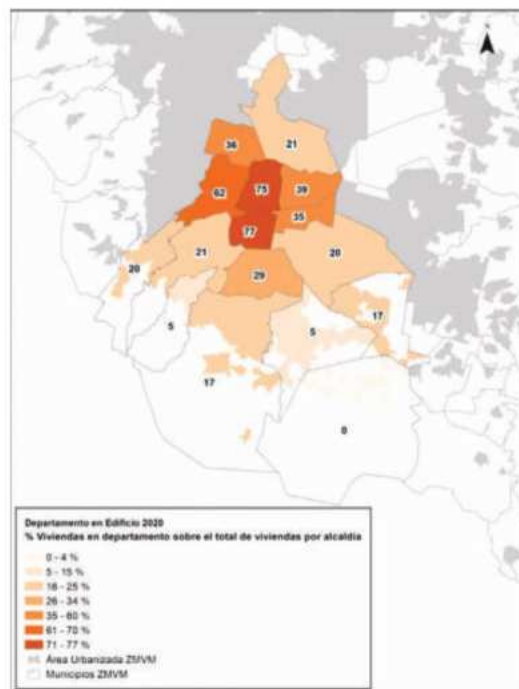 N
36
21
62
75
39
35
77
21
20
20
29
5
5
17
17
0
Departamento en Edificio 2020
% Viviendas en departamento sobre el total de viviendas por alcaldía
0 - 4 %
5 - 15 %
16 - 25 %
26 - 34 %
35 - 60 %
61 - 70 %
71 - 77 %
Área Urbanizada ZMVM
Municipios ZMVM